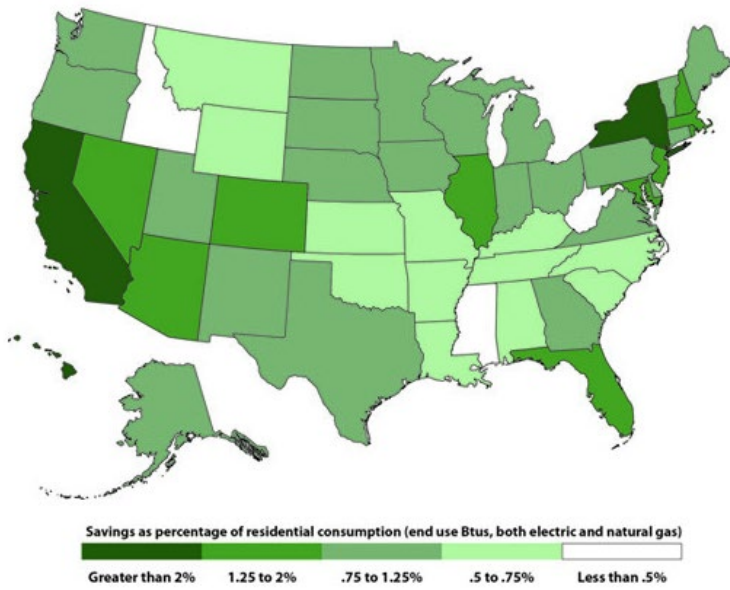 Savings as percentage of residential consumption (end use Btus, both electric and natural gas)
Greater than 2% 1.25 to 2% .75 to 1.25% .5 to .75% Less than .5%